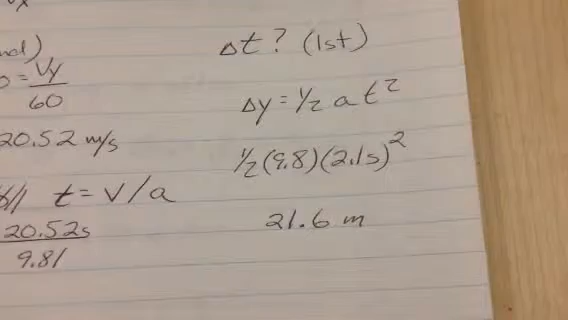 Vx
Δt? (1st)
Δy = 1/2 a t²
1/2 (9.8)(2.1s)²
21.6 m
= Vy
60
20.52 m/s
t = V/a
20.52s
9.81